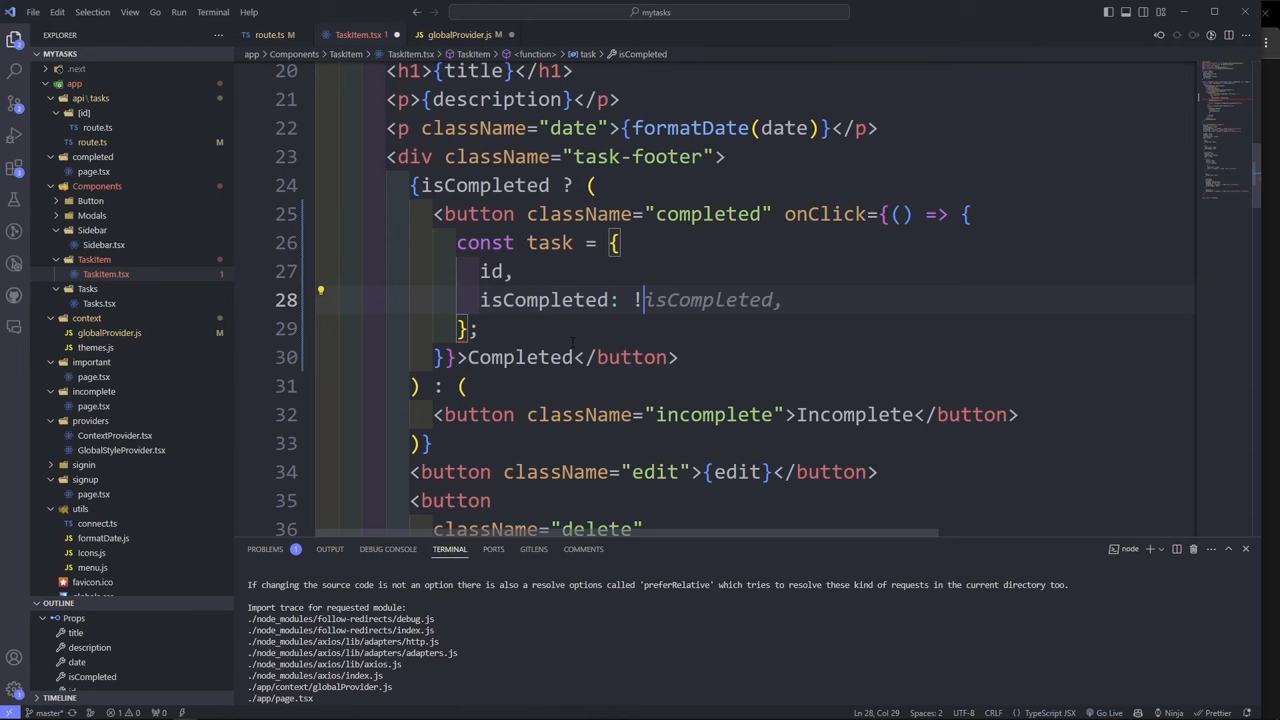 File Edit Selection View Go Run Terminal Help
mytasks
EXPLORER
MYTASKS
.next
app
api\tasks
[id]
route.ts
route.ts M
completed
page.tsx
Components
Button
Modals
Sidebar
Sidebar.tsx
TaskItem
TaskItem.tsx 1
Tasks
Tasks.tsx
context
globalProvider.js M
themes.js
important
page.tsx
incomplete
page.tsx
providers
ContextProvider.tsx
GlobalStyleProvider.tsx
signin
signup
page.tsx
utils
connect.ts
formatDate.js
Icons.js
menu.js
favicon.ico
OUTLINE
Props
title
description
date
isCompleted
TIMELINE
route.ts M TaskItem.tsx 1 globalProvider.js M
app > Components > TaskItem > TaskItem.tsx > TaskItem > <function> > task > isCompleted
20 <h1>{title}</h1>
21 <p>{description}</p>
22 <p className="date">{formatDate(date)}</p>
23 <div className="task-footer">
24 {isCompleted ? (
25 <button className="completed" onClick={() => {
26 const task = {
27 id,
28 isCompleted: !isCompleted,
29 };
30 }}>Completed</button>
31 ) : (
32 <button className="incomplete">Incomplete</button>
33 )}
34 <button className="edit">{edit}</button>
35 <button
36 className="delete"
PROBLEMS 1 OUTPUT DEBUG CONSOLE TERMINAL PORTS GITLENS COMMENTS
node
If changing the source code is not an option there is also a resolve options called 'preferRelative' which tries to resolve these kind of requests in the current directory too.
Import trace for requested module:
./node_modules/follow-redirects/debug.js
./node_modules/follow-redirects/index.js
./node_modules/axios/lib/adapters/http.js
./node_modules/axios/lib/adapters/adapters.js
./node_modules/axios/lib/axios.js
./node_modules/axios/index.js
./app/context/globalProvider.js
./app/page.tsx
master* 1 0 0 Ln 28, Col 29 Spaces: 2 UTF-8 CRLF TypeScript JSX Go Live Ninja Prettier